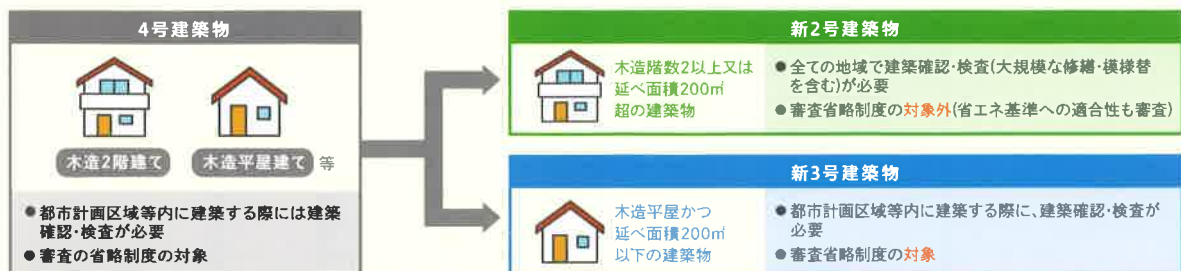 4号建築物
木造2階建て 木造平屋建て 等
●都市計画区域等内に建築する際には建築
確認・検査が必要
●審査の省略制度の対象
新2号建築物
木造階数2以上又は
延べ面積200㎡
超の建築物
●全ての地域で建築確認・検査(大規模な修繕・模様替
を含む)が必要
●審査省略制度の対象外(省エネ基準への適合性も審査)
新3号建築物
木造平屋かつ
延べ面積200㎡
以下の建築物
●都市計画区域等内に建築する際に、建築確認・検査が
必要
●審査省略制度の対象